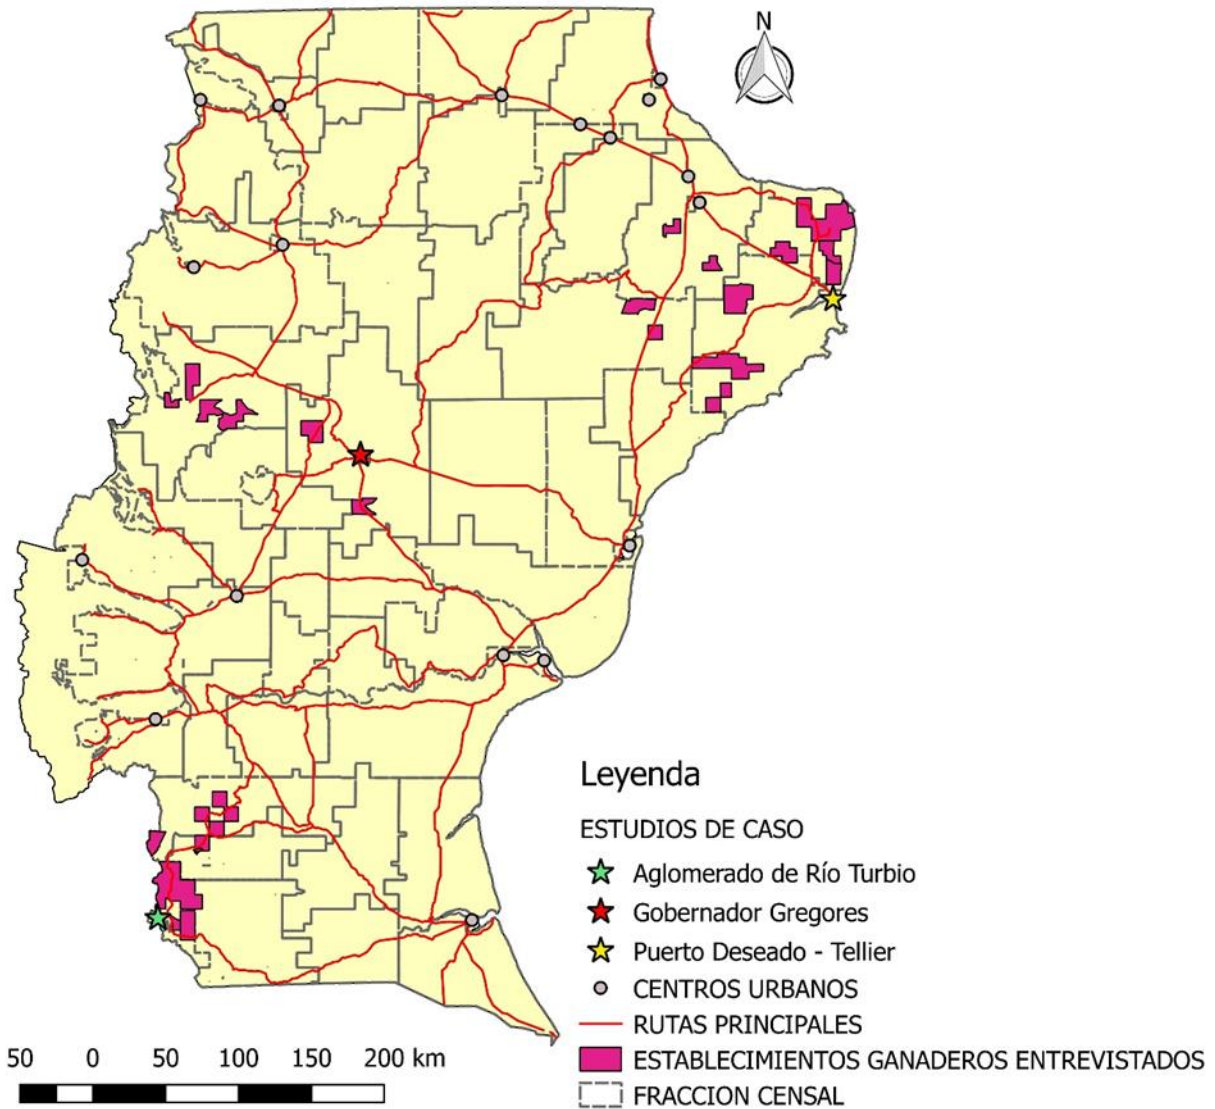 N
Leyenda
ESTUDIOS DE CASO
Aglomerado de Río Turbio
Gobernador Gregores
Puerto Deseado - Tellier
CENTROS URBANOS
RUTAS PRINCIPALES
ESTABLECIMIENTOS GANADEROS ENTREVISTADOS
FRACCION CENSAL
50 0 50 100 150 200 km